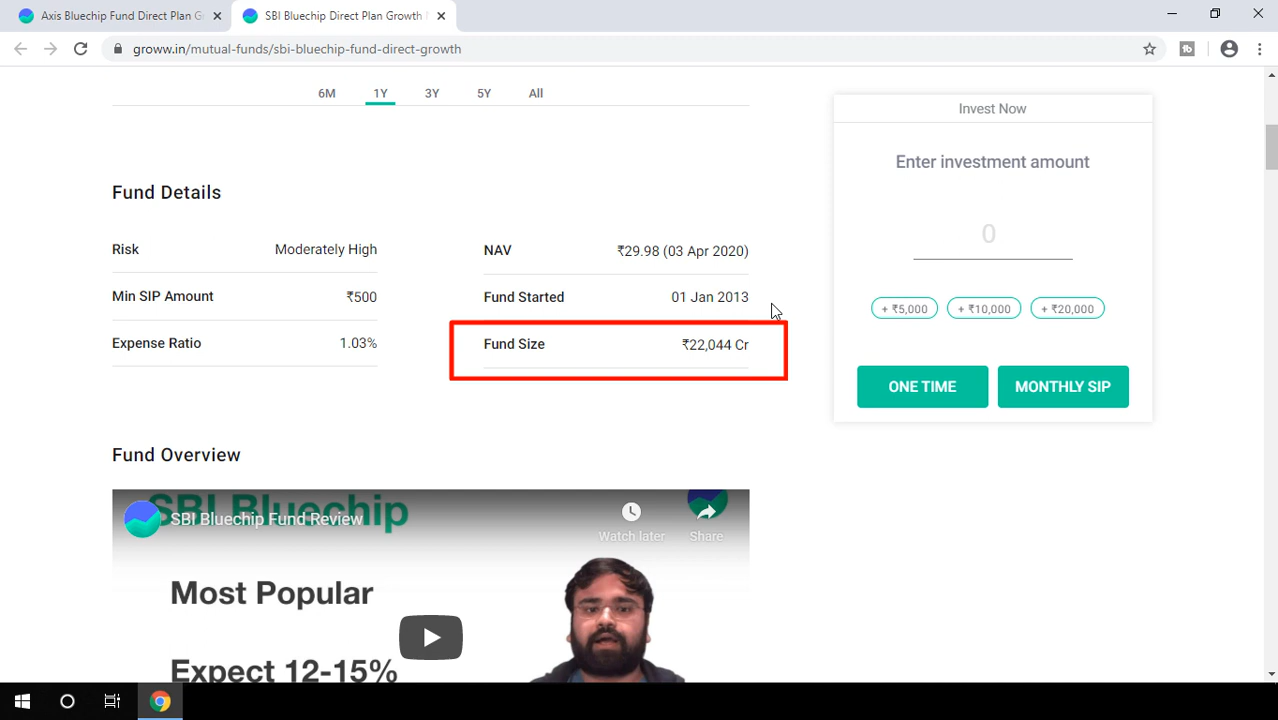 Axis Bluechip Fund Direct Plan G
SBI Bluechip Direct Plan Growth
groww.in/mutual-funds/sbi-bluechip-fund-direct-growth
6M 1Y 3Y 5Y All
Invest Now
Enter investment amount
0
+ ₹5,000 + ₹10,000 + ₹20,000
ONE TIME MONTHLY SIP
Fund Details
Risk Moderately High
Min SIP Amount ₹500
Expense Ratio 1.03%
NAV ₹29.98 (03 Apr 2020)
Fund Started 01 Jan 2013
Fund Size ₹22,044 Cr
Fund Overview
SBI Bluechip
SBI Bluechip Fund Review
Watch later Share
Most Popular
Expect 12-15%